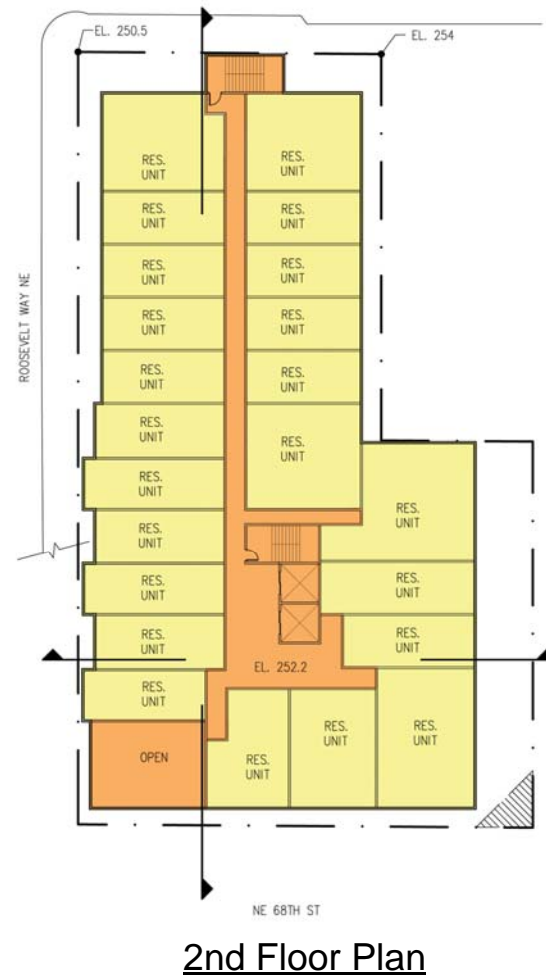 EL. 250.5
EL. 254
RES.
UNIT
RES.
UNIT
RES.
UNIT
RES.
UNIT
RES.
UNIT
RES.
UNIT
RES.
UNIT
RES.
UNIT
RES.
UNIT
RES.
UNIT
ROOSEVELT WAY NE
RES.
UNIT
RES.
UNIT
RES.
UNIT
RES.
UNIT
RES.
UNIT
RES.
UNIT
RES.
UNIT
RES.
UNIT
RES.
UNIT
RES.
UNIT
EL. 252.2
RES.
UNIT
OPEN
RES.
UNIT
RES.
UNIT
RES.
UNIT
NE 68TH ST
2nd Floor Plan